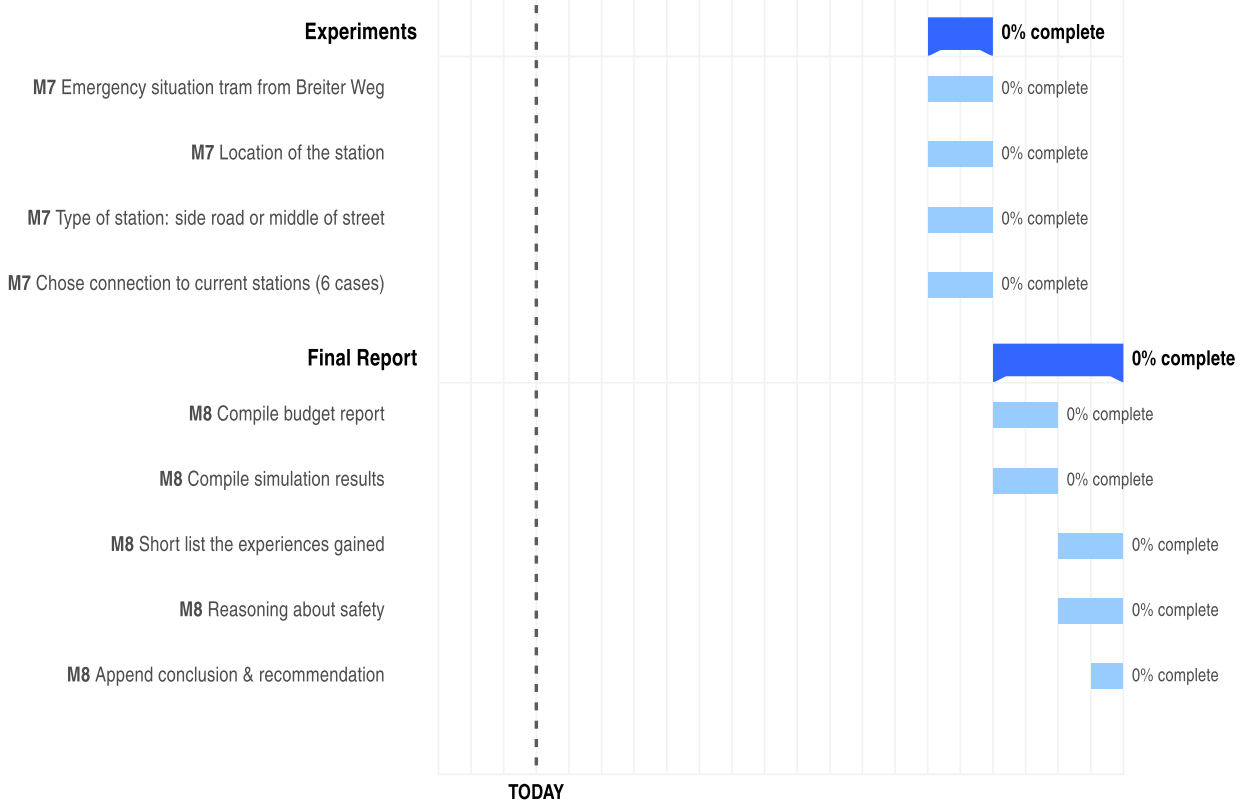 Experiments 0% complete
M7 Emergency situation tram from Breiter Weg 0% complete
M7 Location of the station 0% complete
M7 Type of station: side road or middle of street 0% complete
M7 Chose connection to current stations (6 cases) 0% complete
Final Report 0% complete
M8 Compile budget report 0% complete
M8 Compile simulation results 0% complete
M8 Short list the experiences gained 0% complete
M8 Reasoning about safety 0% complete
M8 Append conclusion & recommendation 0% complete
TODAY